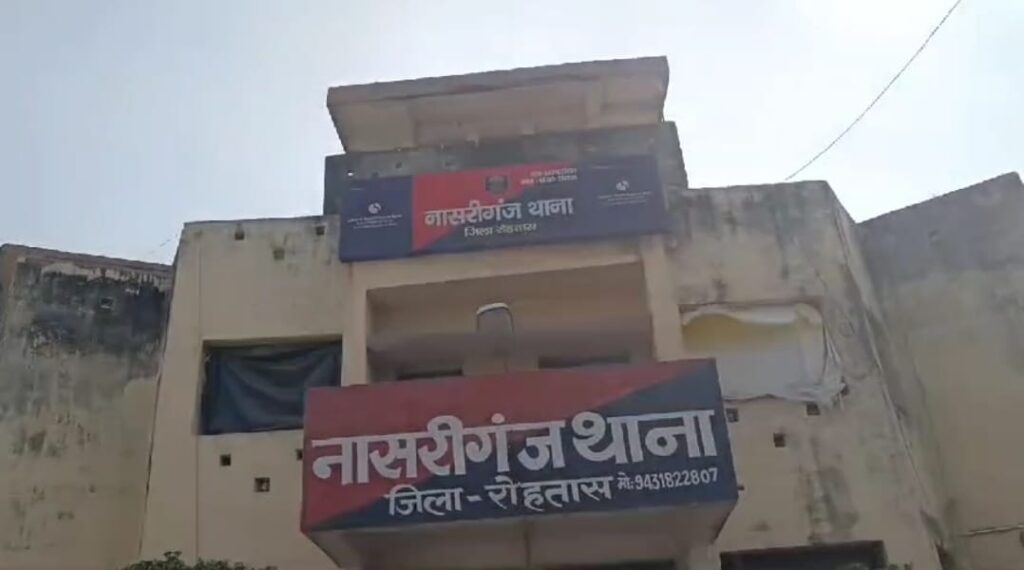 नासरीगंज थाना
जिला रोहतास
नासरीगंज थाना
जिला - रोहतास मो:9431822807